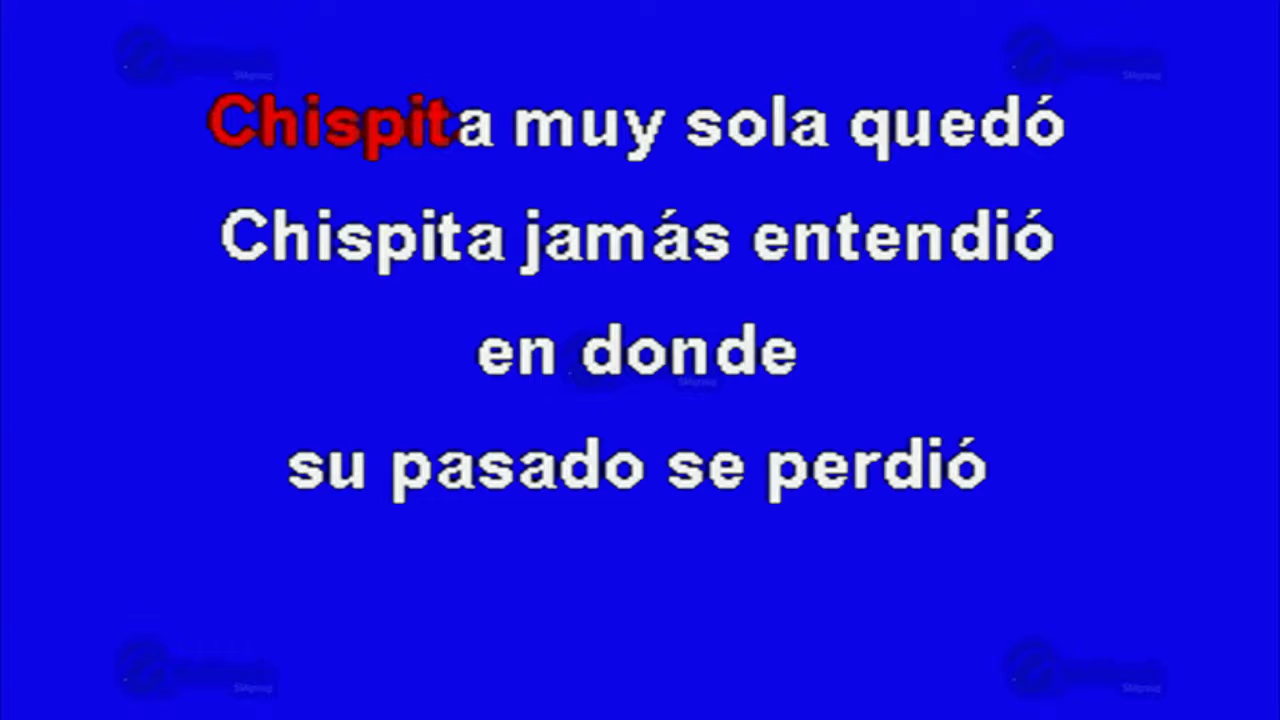 Chispita muy sola quedó
Chispita jamás entendió
en donde
su pasado se perdió